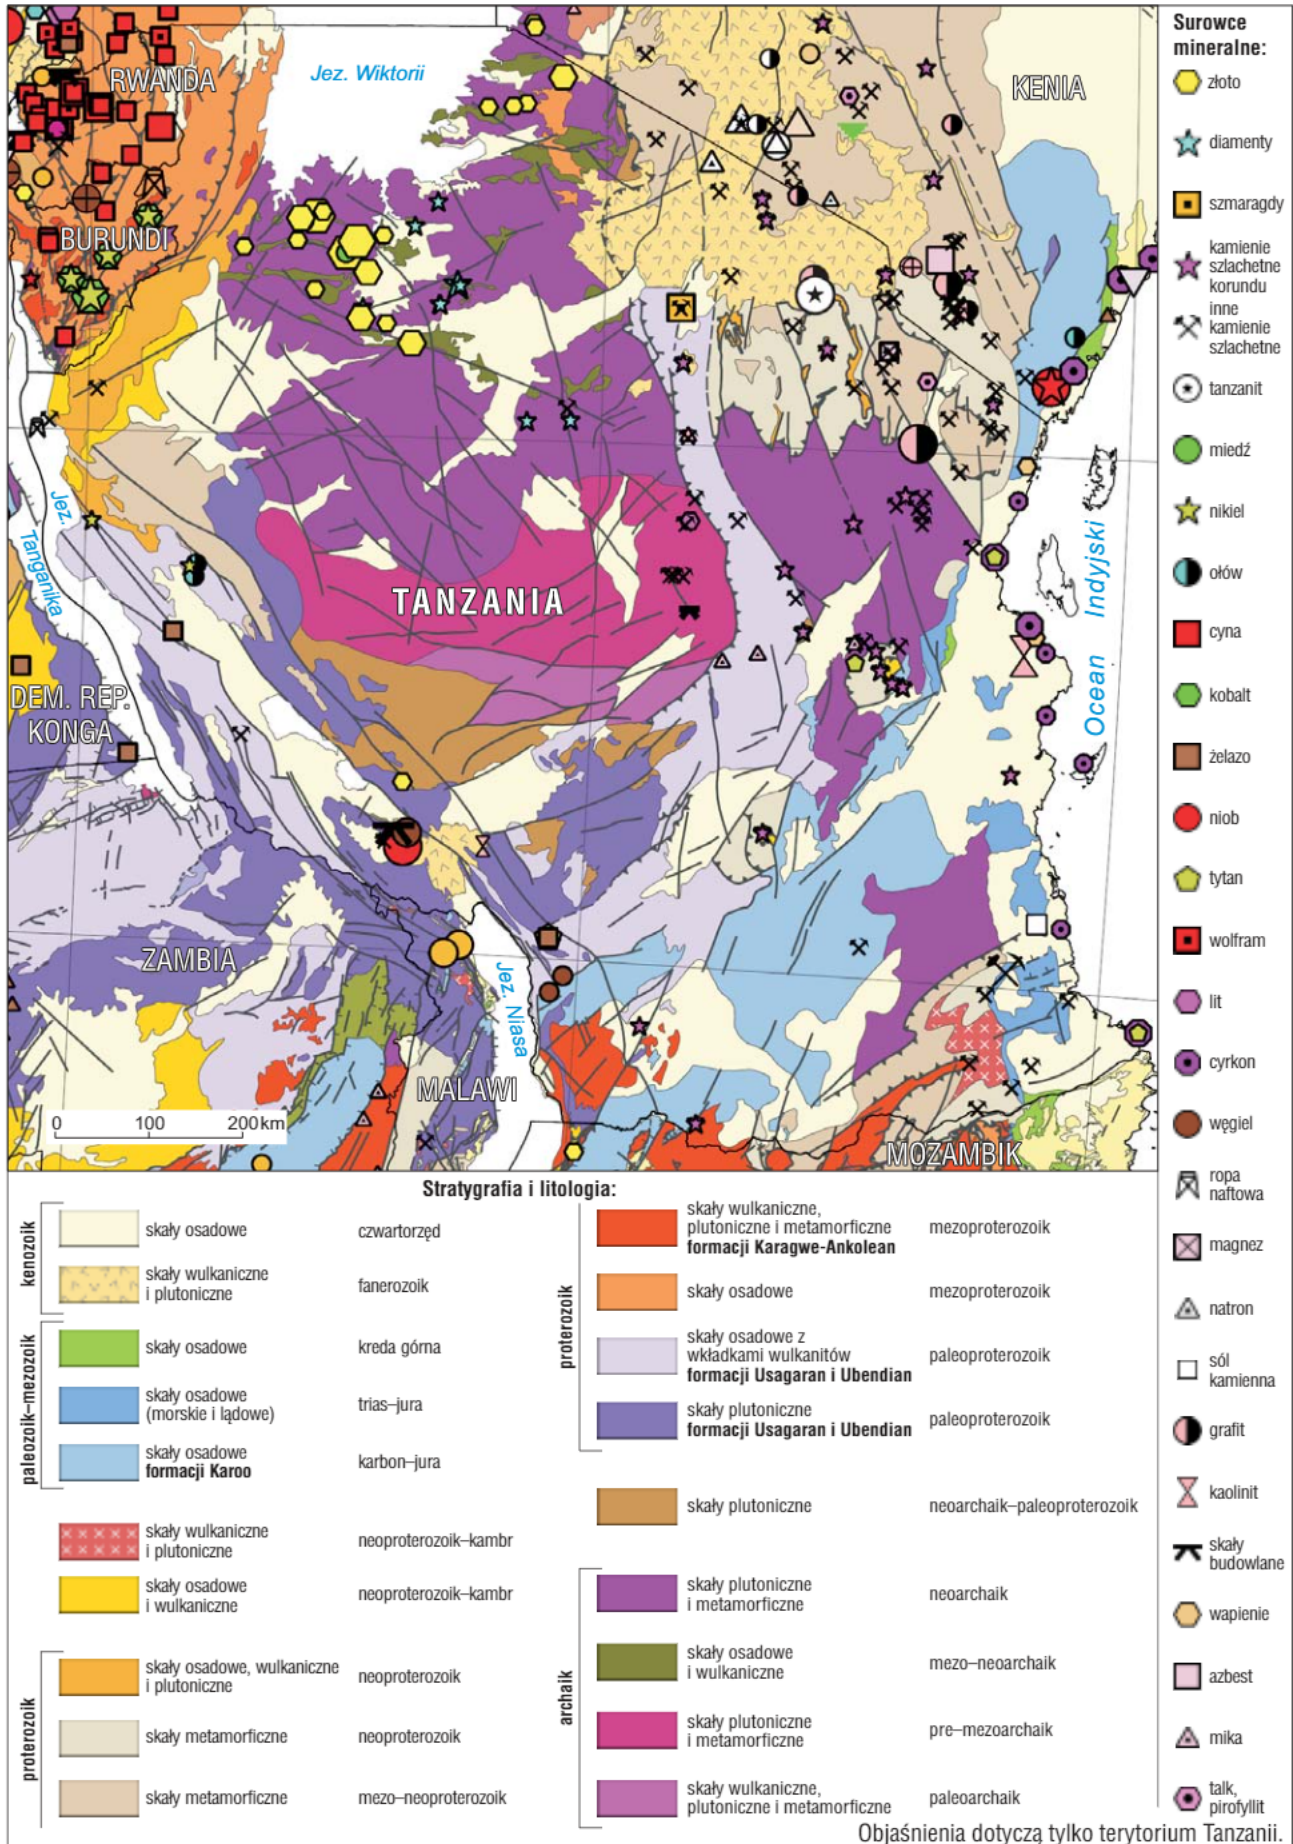 RWANDA
Jez. Wiktorii
KENIA
BURUNDI
Jez.
Tanganika
TANZANIA
Ocean Indyjski
DEM. REP.
KONGA
ZAMBIA
Jez. Niasa
MALAWI
MOZAMBIK
0 100 200 km
Surowce
mineralne:
złoto
diamenty
szmaragdy
kamienie
szlachetne
korundu
inne
kamienie
szlachetne
tanzanit
miedź
nikiel
ołów
cyna
kobalt
żelazo
niob
tytan
wolfram
lit
cyrkon
węgiel
ropa
naftowa
magnez
natron
sól
kamienna
grafit
kaolinit
skały
budowlane
wapienie
azbest
mika
talk,
pirofyllit
Stratygrafia i litologia:
kenozoik
skały osadowe czwartorzęd
skały wulkaniczne
i plutoniczne fanerozoik
paleozoik–mezozoik
skały osadowe kreda górna
skały osadowe
(morskie i lądowe) trias–jura
skały osadowe
formacji Karoo karbon–jura
skały wulkaniczne
i plutoniczne neoproterozoik–kambr
skały osadowe
i wulkaniczne neoproterozoik–kambr
proterozoik
skały osadowe, wulkaniczne
i plutoniczne neoproterozoik
skały metamorficzne neoproterozoik
skały metamorficzne mezo–neoproterozoik
proterozoik
skały wulkaniczne,
plutoniczne i metamorficzne mezoproterozoik
formacji Karagwe-Ankolean
skały osadowe mezoproterozoik
skały osadowe z
wkładkami wulkanitów paleoproterozoik
formacji Usagaran i Ubendian
skały plutoniczne
formacji Usagaran i Ubendian paleoproterozoik
skały plutoniczne neoarchaik–paleoproterozoik
archaik
skały plutoniczne
i metamorficzne neoarchaik
skały osadowe
i wulkaniczne mezo–neoarchaik
skały plutoniczne
i metamorficzne pre–mezoarchaik
skały wulkaniczne,
plutoniczne i metamorficzne paleoarchaik
Objaśnienia dotyczą tylko terytorium Tanzanii.